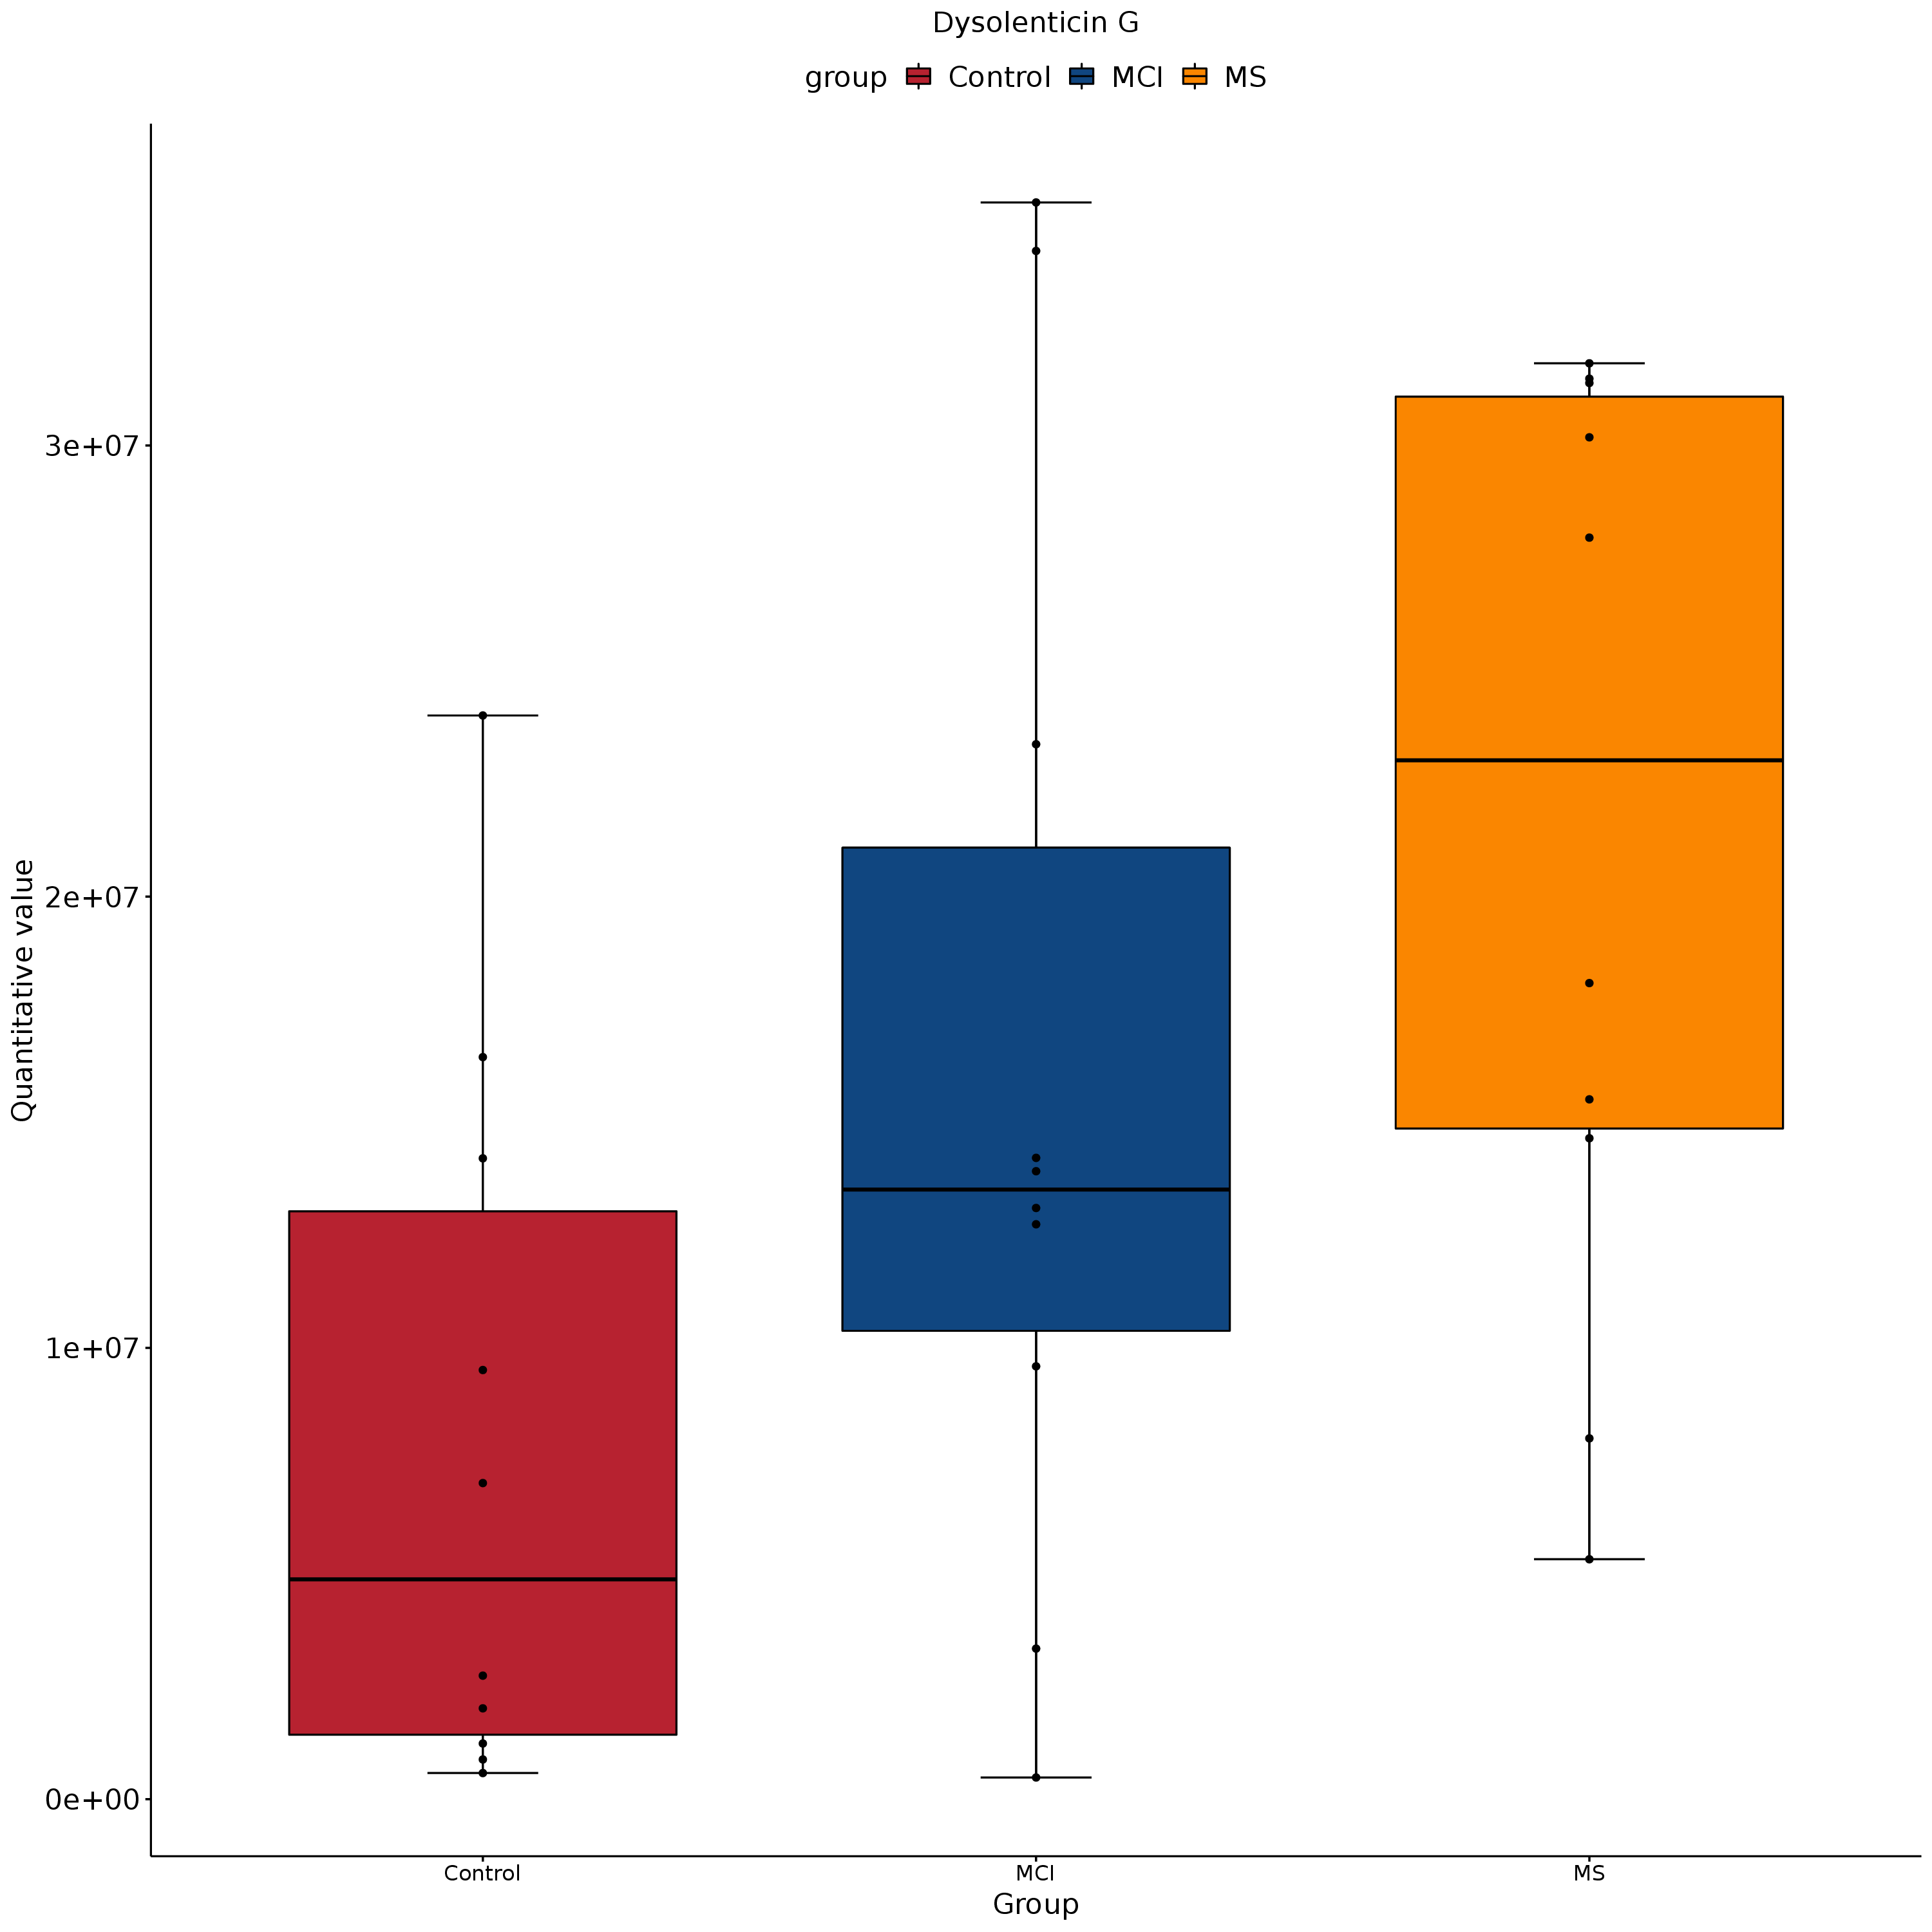 Dysolenticin G
group Control MCI MS
Quantitative value
3e+07
2e+07
1e+07
0e+00
Control MCI MS
Group